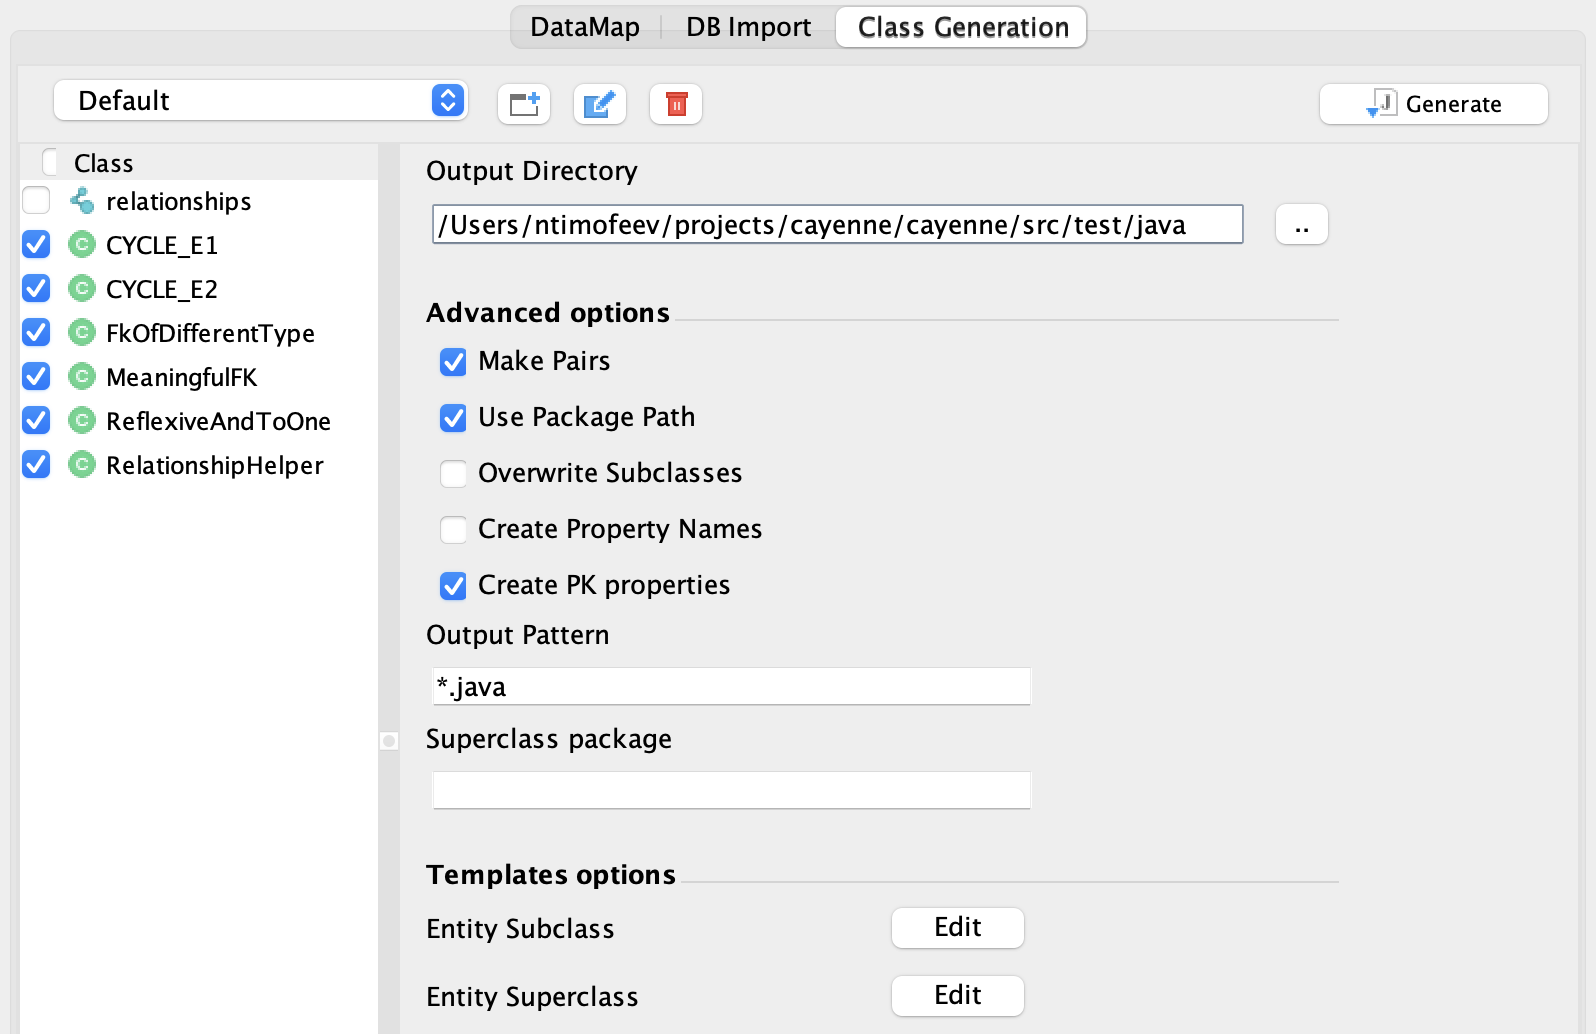 DataMap DB Import Class Generation
Default Generate
Class
relationships
CYCLE_E1
CYCLE_E2
FkOfDifferentType
MeaningfulFK
ReflexiveAndToOne
RelationshipHelper
Output Directory
/Users/ntimofeev/projects/cayenne/cayenne/src/test/java ..
Advanced options
Make Pairs
Use Package Path
Overwrite Subclasses
Create Property Names
Create PK properties
Output Pattern
*.java
Superclass package
Templates options
Entity Subclass Edit
Entity Superclass Edit